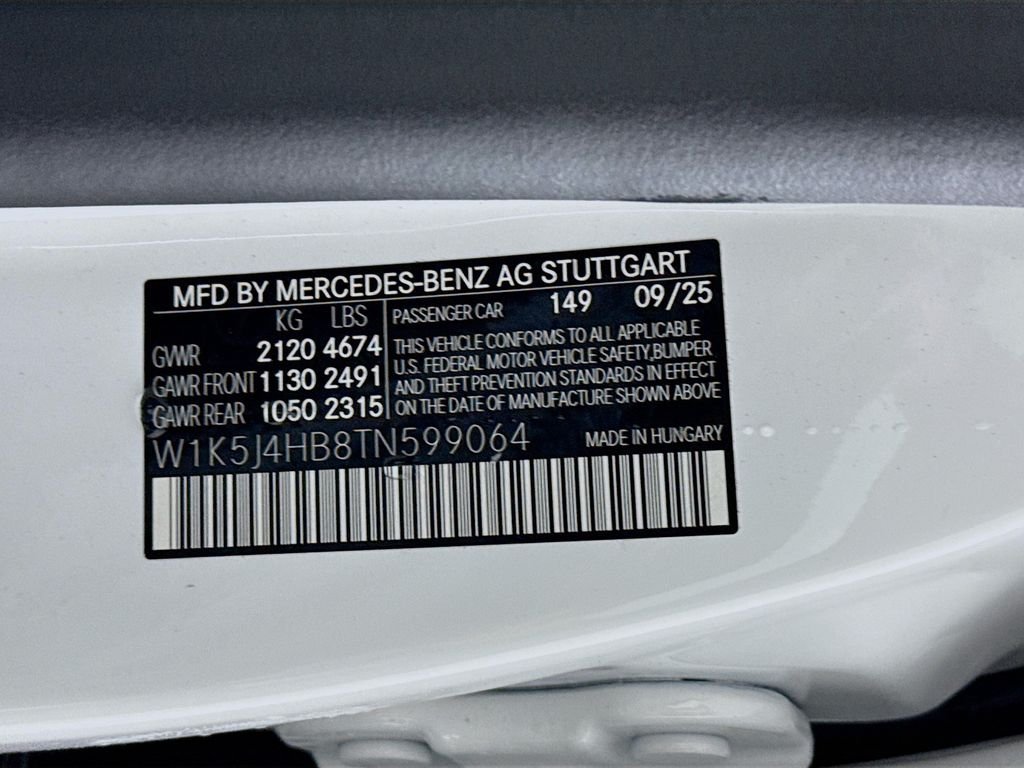 MFD BY MERCEDES-BENZ AG STUTTGART
KG LBS
GVWR 2120 4674
GAWR FRONT 1130 2491
GAWR REAR 1050 2315
PASSENGER CAR 149 09/25
THIS VEHICLE CONFORMS TO ALL APPLICABLE
U.S. FEDERAL MOTOR VEHICLE SAFETY,BUMPER
AND THEFT PREVENTION STANDARDS IN EFFECT
ON THE DATE OF MANUFACTURE SHOWN ABOVE
W1K5J4HB8TN599064
MADE IN HUNGARY